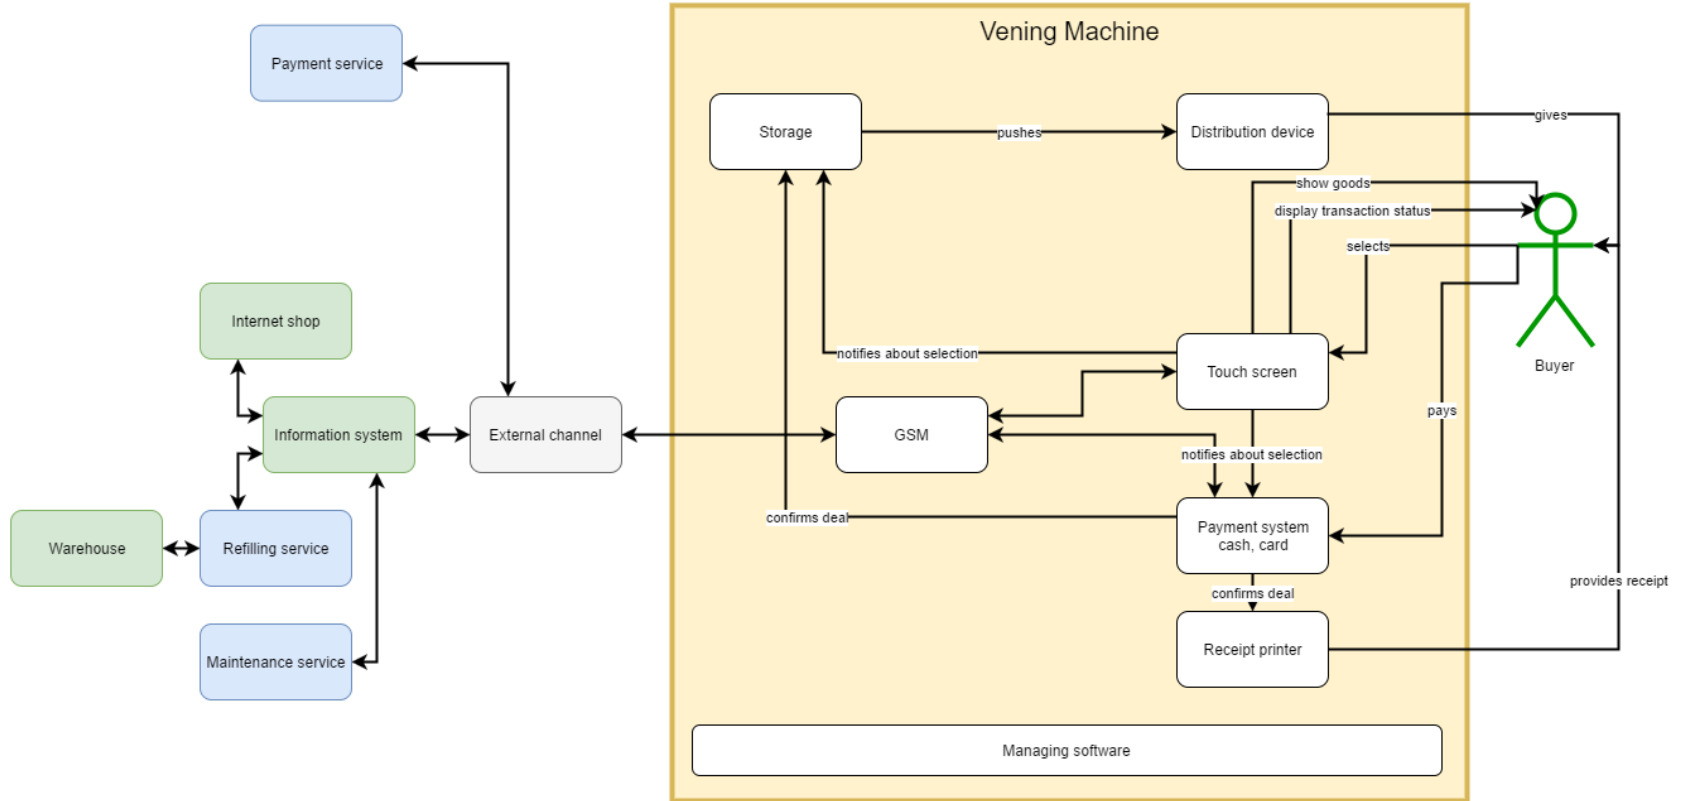 Vening Machine
Payment service
Storage
pushes
Distribution device
gives
show goods
display transaction status
selects
Internet shop
notifies about selection
Touch screen
Buyer
pays
Information system
External channel
GSM
notifies about selection
confirms deal
Payment system
cash, card
Warehouse
Refilling service
provides receipt
confirms deal
Maintenance service
Receipt printer
Managing software